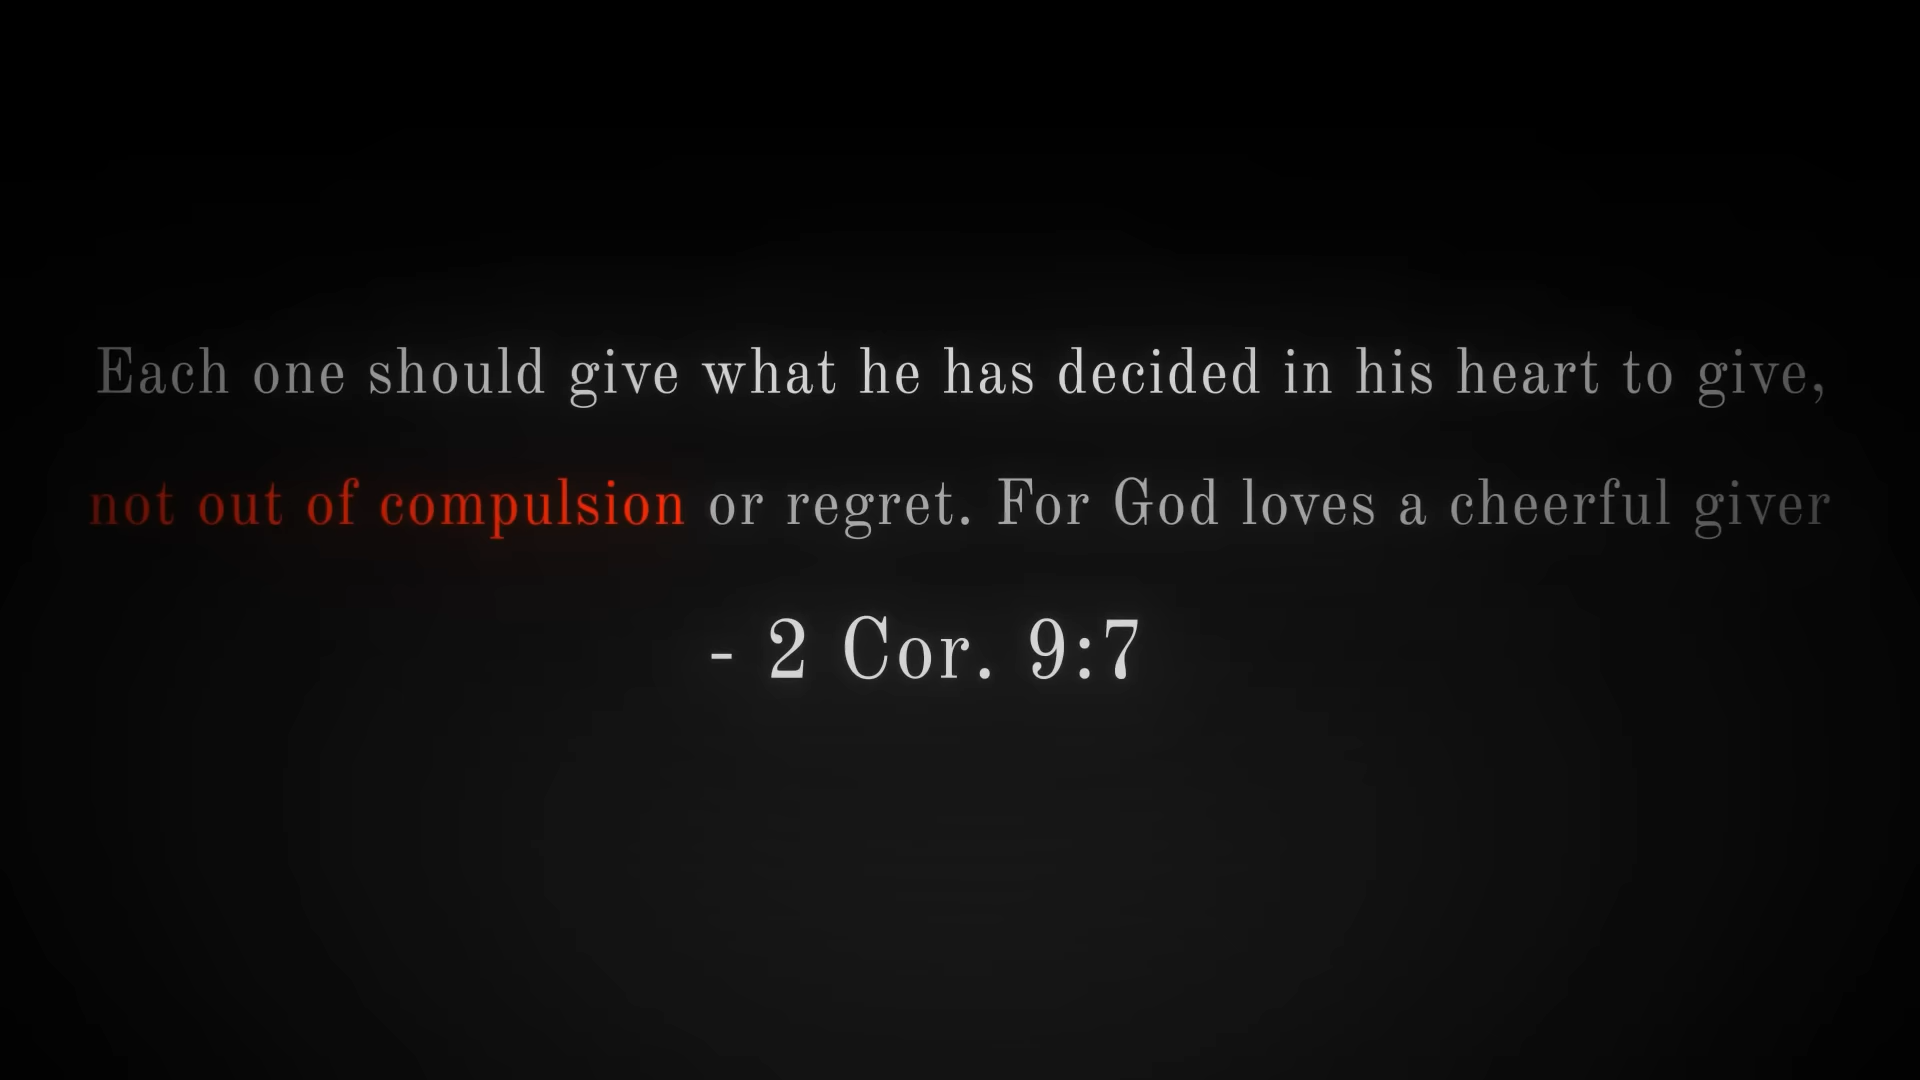 Each one should give what he has decided in his heart to give,
not out of compulsion or regret. For God loves a cheerful giver
- 2 Cor. 9:7